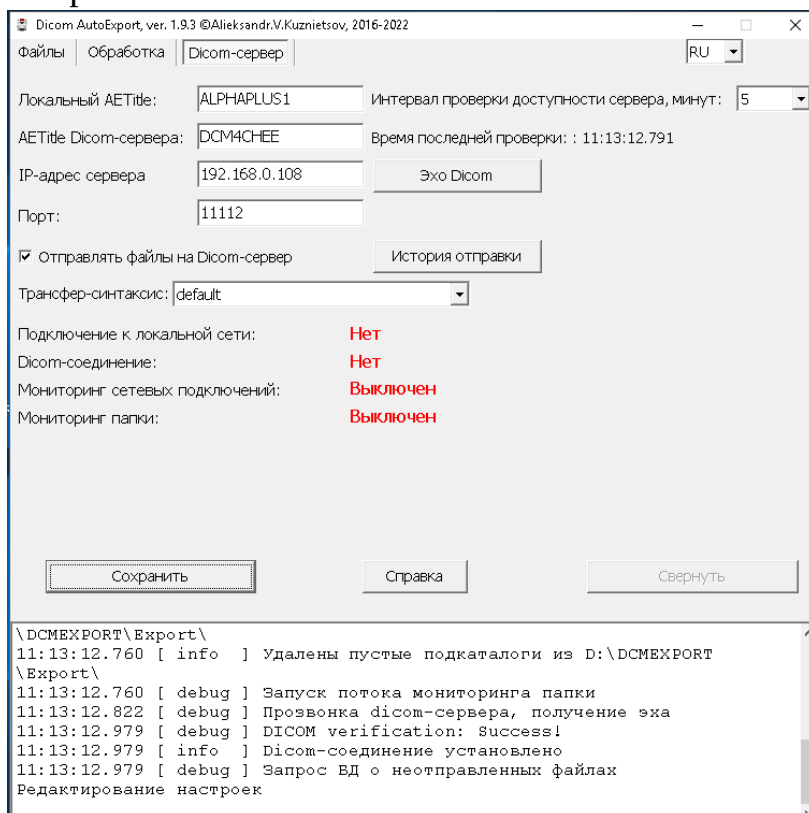 Dicom AutoExport, ver. 1.9.3 ©Alieksandr.V.Kuznietsov, 2016-2022
Файлы Обработка Dicom-сервер RU
Локальный AETitle: ALPHAPLUS1 Интервал проверки доступности сервера, минут: 5
AETitle Dicom-сервера: DCM4CHEE Время последней проверки: : 11:13:12.791
IP-адрес сервера 192.168.0.108 Эхо Dicom
Порт: 11112
Отправлять файлы на Dicom-сервер История отправки
Трансфер-синтаксис: default
Подключение к локальной сети: Нет
Dicom-соединение: Нет
Мониторинг сетевых подключений: Выключен
Мониторинг папки: Выключен
Сохранить Справка Свернуть
\DCMEXPORT\Export\
11:13:12.760 [ info  ] Удалены пустые подкаталоги из D:\DCMEXPORT
\Export\
11:13:12.760 [ debug ] Запуск потока мониторинга папки
11:13:12.822 [ debug ] Прозвонка dicom-сервера, получение эха
11:13:12.979 [ debug ] DICOM verification: Success!
11:13:12.979 [ info  ] Dicom-соединение установлено
11:13:12.979 [ debug ] Запрос БД о неотправленных файлах
Редактирование настроек